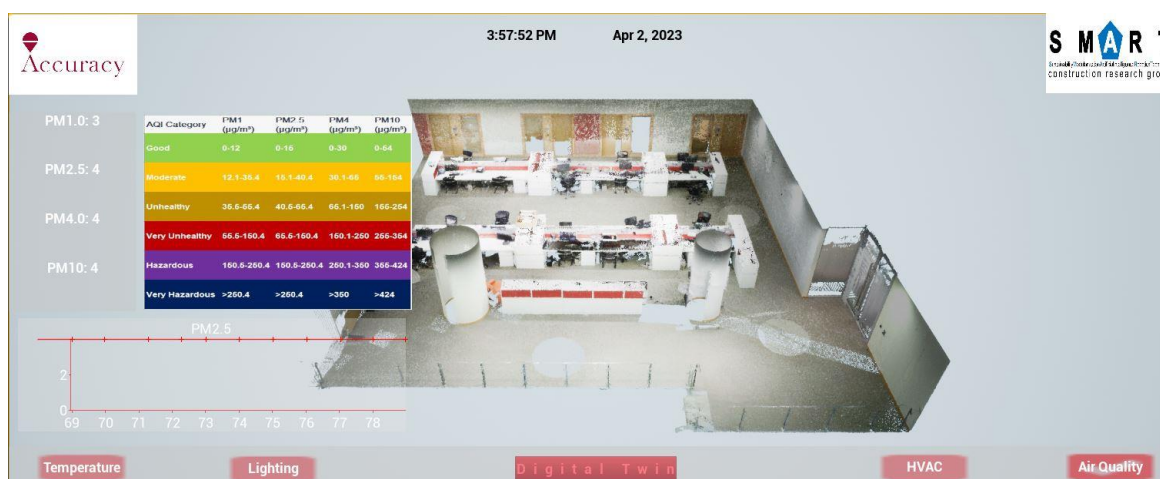 3:57:52 PM Apr 2, 2023
Accuracy
S M A R T
construction research gro
PM1.0: 3
PM2.5: 4
PM4.0: 4
PM10: 4
AQI Category PM1 (µg/m³) PM2.5 (µg/m³) PM4 (µg/m³) PM10 (µg/m³)
Good 0-12 0-15 0-30 0-54
Moderate 12.1-35.4 15.1-40.4 30.1-65 55-154
Unhealthy 35.5-55.4 40.5-65.4 65.1-150 155-254
Very Unhealthy 55.5-150.4 65.5-150.4 150.1-250 255-354
Hazardous 150.5-250.4 150.5-250.4 250.1-350 355-424
Very Hazardous >250.4 >250.4 >350 >424
PM2.5
2
0
69 70 71 72 73 74 75 76 77 78
Temperature
Lighting
Digital Twin
HVAC
Air Quality